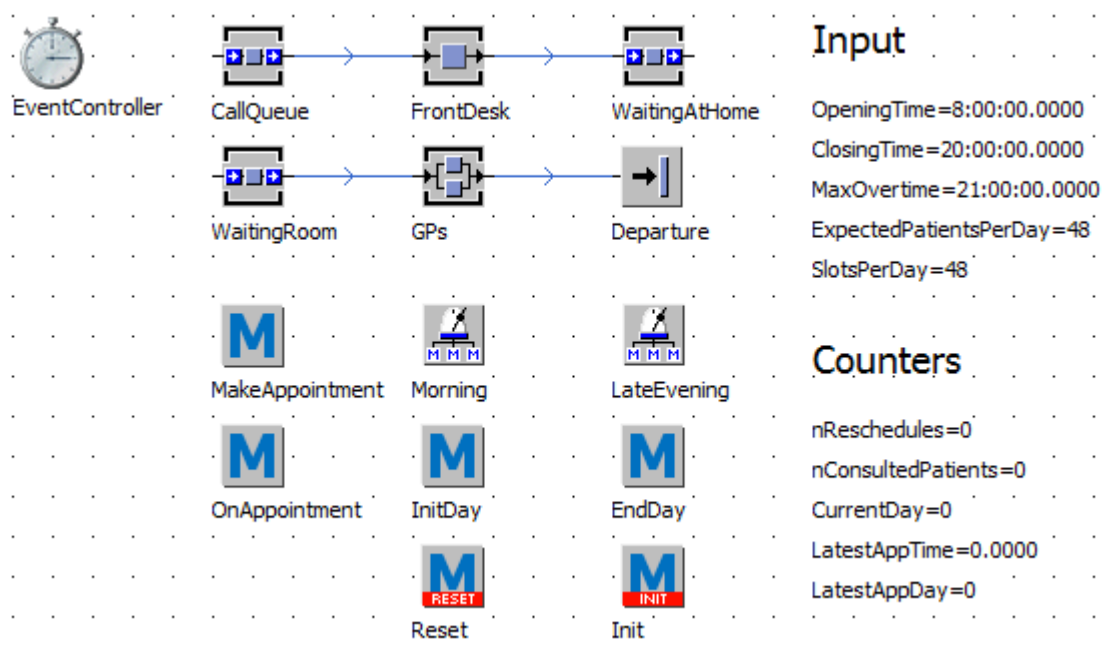 Input
EventController CallQueue FrontDesk WaitingAtHome
OpeningTime=8:00:00.0000
ClosingTime=20:00:00.0000
MaxOvertime=21:00:00.0000
WaitingRoom GPs Departure
ExpectedPatientsPerDay=48
SlotsPerDay=48
M M M M M M M
MakeAppointment Morning LateEvening
Counters
nReschedules=0
M M M
nConsultedPatients=0
OnAppointment InitDay EndDay
CurrentDay=0
LatestAppTime=0.0000
M M
RESET INIT
LatestAppDay=0
Reset Init